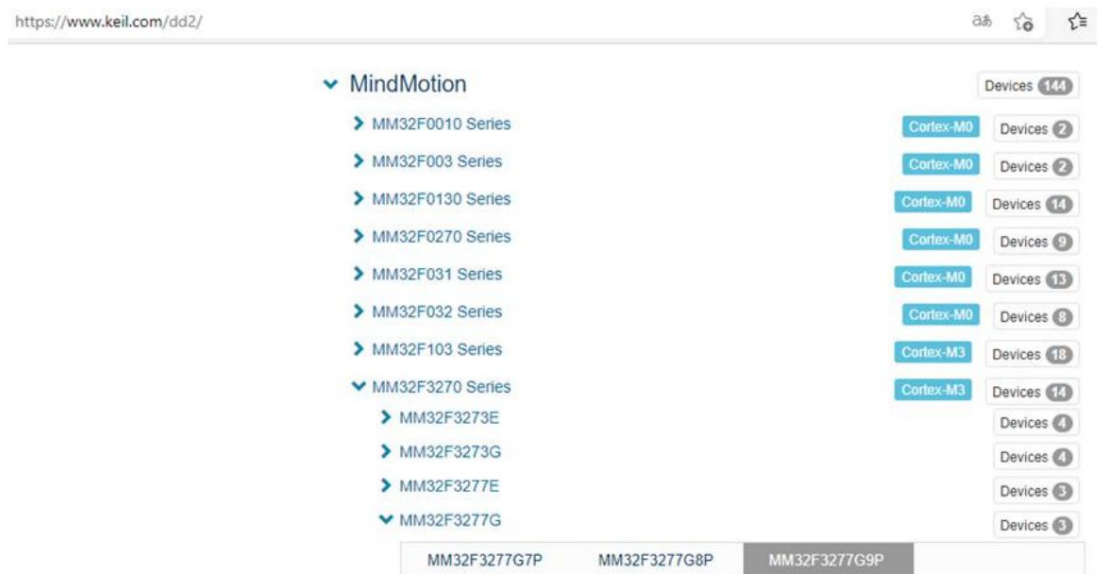 https://www.keil.com/dd2/ aあ
MindMotion Devices 144
MM32F0010 Series Cortex-M0 Devices 2
MM32F003 Series Cortex-M0 Devices 2
MM32F0130 Series Cortex-M0 Devices 14
MM32F0270 Series Cortex-M0 Devices 9
MM32F031 Series Cortex-M0 Devices 13
MM32F032 Series Cortex-M0 Devices 8
MM32F103 Series Cortex-M3 Devices 18
MM32F3270 Series Cortex-M3 Devices 14
MM32F3273E Devices 4
MM32F3273G Devices 4
MM32F3277E Devices 3
MM32F3277G Devices 3
MM32F3277G7P MM32F3277G8P MM32F3277G9P